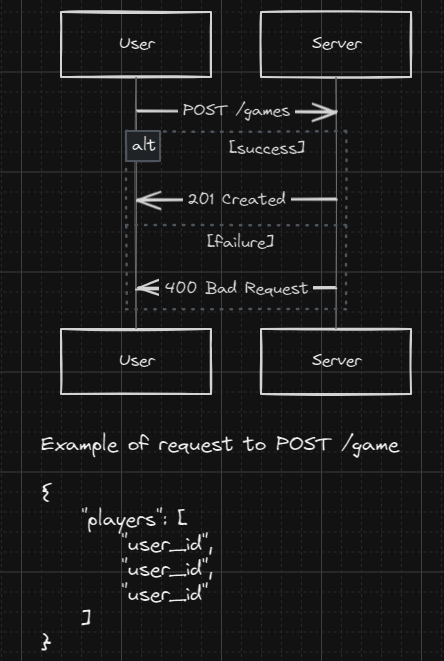 User Server
POST /games
alt [success]
201 Created
[failure]
400 Bad Request
User Server
Example of request to POST /game
{
"players": [
"user_id",
"user_id",
"user_id"
]
}